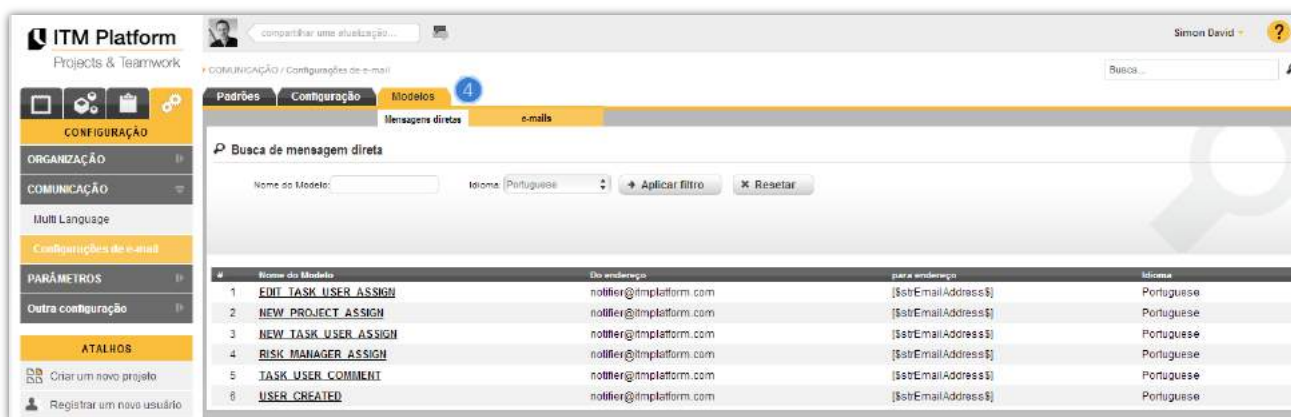 ITM Platform
Projects & Teamwork
compartilhar uma atualização...
Simon David
?
COMUNICAÇÃO / Configurações de e-mail
Busca...
Padrões
Configuração
Modelos
4
Mensagens diretas
e-mails
CONFIGURAÇÃO
ORGANIZAÇÃO
COMUNICAÇÃO
Multi Language
Configurações de e-mail
PARÂMETROS
Outra configuração
ATALHOS
Criar um novo projeto
Registrar um novo usuário
Busca de mensagem direta
Nome do Modelo:
Idioma: Portuguese
Aplicar filtro
Resetar
# Nome do Modelo Do endereço para endereço Idioma
1 EDIT_TASK_USER_ASSIGN notifier@itmplatform.com [$strEmailAddress$] Portuguese
2 NEW_PROJECT_ASSIGN notifier@itmplatform.com [$strEmailAddress$] Portuguese
3 NEW_TASK_USER_ASSIGN notifier@itmplatform.com [$strEmailAddress$] Portuguese
4 RISK_MANAGER_ASSIGN notifier@itmplatform.com [$strEmailAddress$] Portuguese
5 TASK_USER_COMMENT notifier@itmplatform.com [$strEmailAddress$] Portuguese
6 USER_CREATED notifier@itmplatform.com [$strEmailAddress$] Portuguese